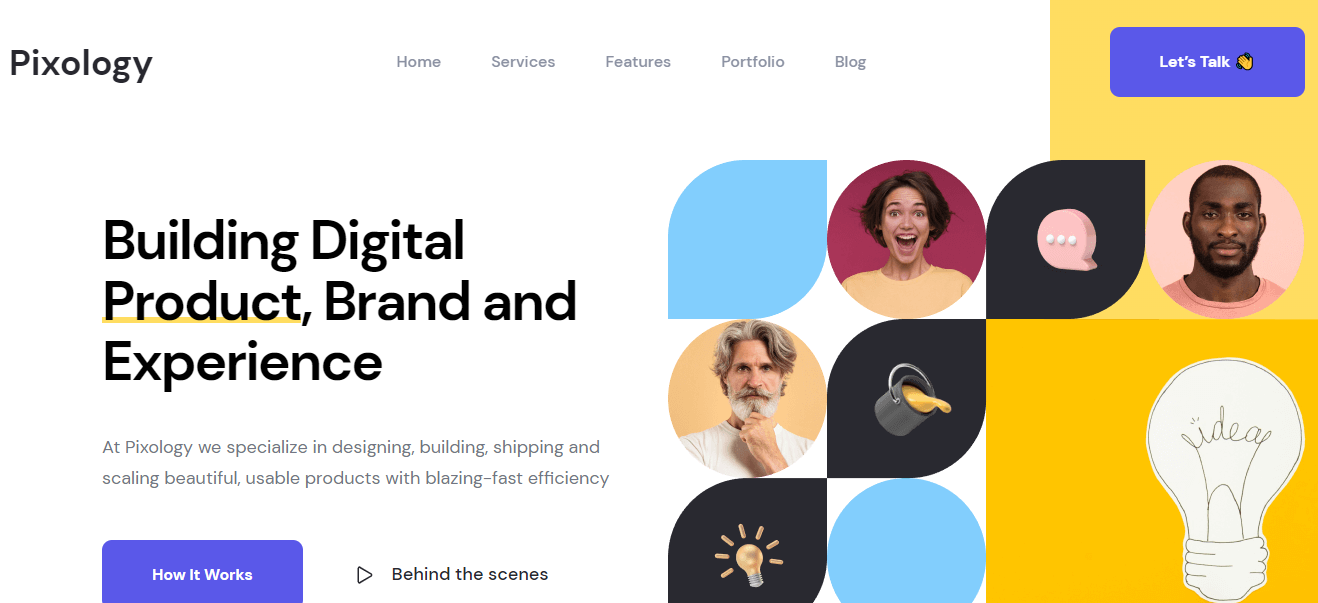 Pixology
Home
Services
Features
Portfolio
Blog
Let's Talk 👋
Building Digital
Product, Brand and
Experience
At Pixology we specialize in designing, building, shipping and
scaling beautiful, usable products with blazing-fast efficiency
How It Works
Behind the scenes
idea